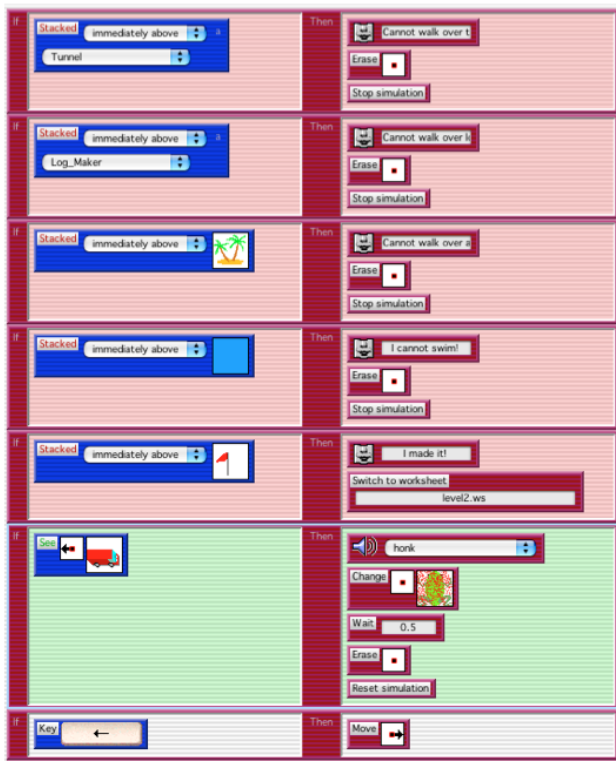 If Stacked immediately above a Then Cannot walk over t
Tunnel Erase
Stop simulation
If Stacked immediately above a Then Cannot walk over lo
Log_Maker Erase
Stop simulation
If Stacked immediately above Then Cannot walk over a
Erase
Stop simulation
If Stacked immediately above Then I cannot swim!
Erase
Stop simulation
If Stacked immediately above Then I made it!
Switch to worksheet
level2.ws
If See Then honk
Change
Wait 0.5
Erase
Reset simulation
If Key Then Move